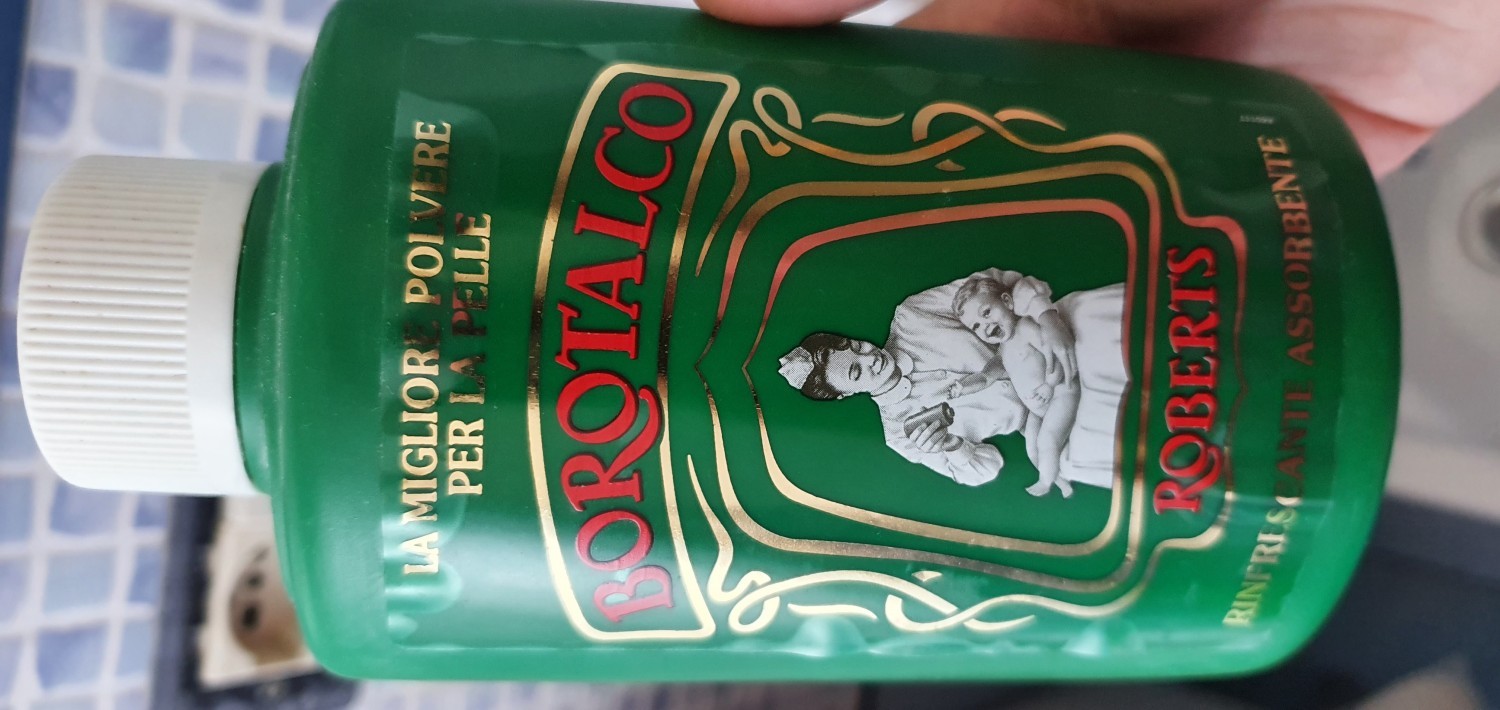 LA MIGLIORE POLVERE
PER LA PELLE
BOROTALCO
ROBERTS
RINFRESCANTE ASSORBENTE